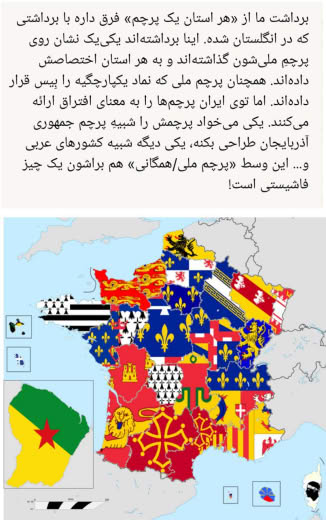 برداشت ما از «هر استان یک پرچم» فرق داره با برداشتی
که در انگلستان شده. اینا برداشته‌اند یکی‌یک نشان روی
پرچم ملی‌شون گذاشته‌اند و به هر استان اختصاصش
داده‌اند. همچنان پرچم ملی که نماد یکپارچگیه را بیس قرار
داده‌اند. اما توی ایران پرچم‌ها را به معنای افتراق ارائه
می‌کنند. یکی می‌خواد پرچمش را شبیهِ پرچم جمهوری
آذربایجان طراحی بکنه، یکی دیگه شبیه کشورهای عربی
و... این وسط «پرچم ملی/همگانی» هم براشون یک چیز
فاشیستی است!